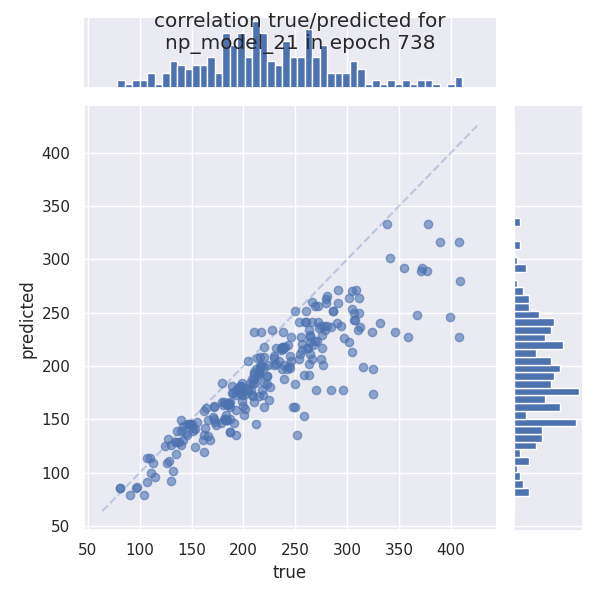 correlation true/predicted for
np_model_21 in epoch 738
400
350
300
250
200
150
100
50
predicted
50 100 150 200 250 300 350 400
true